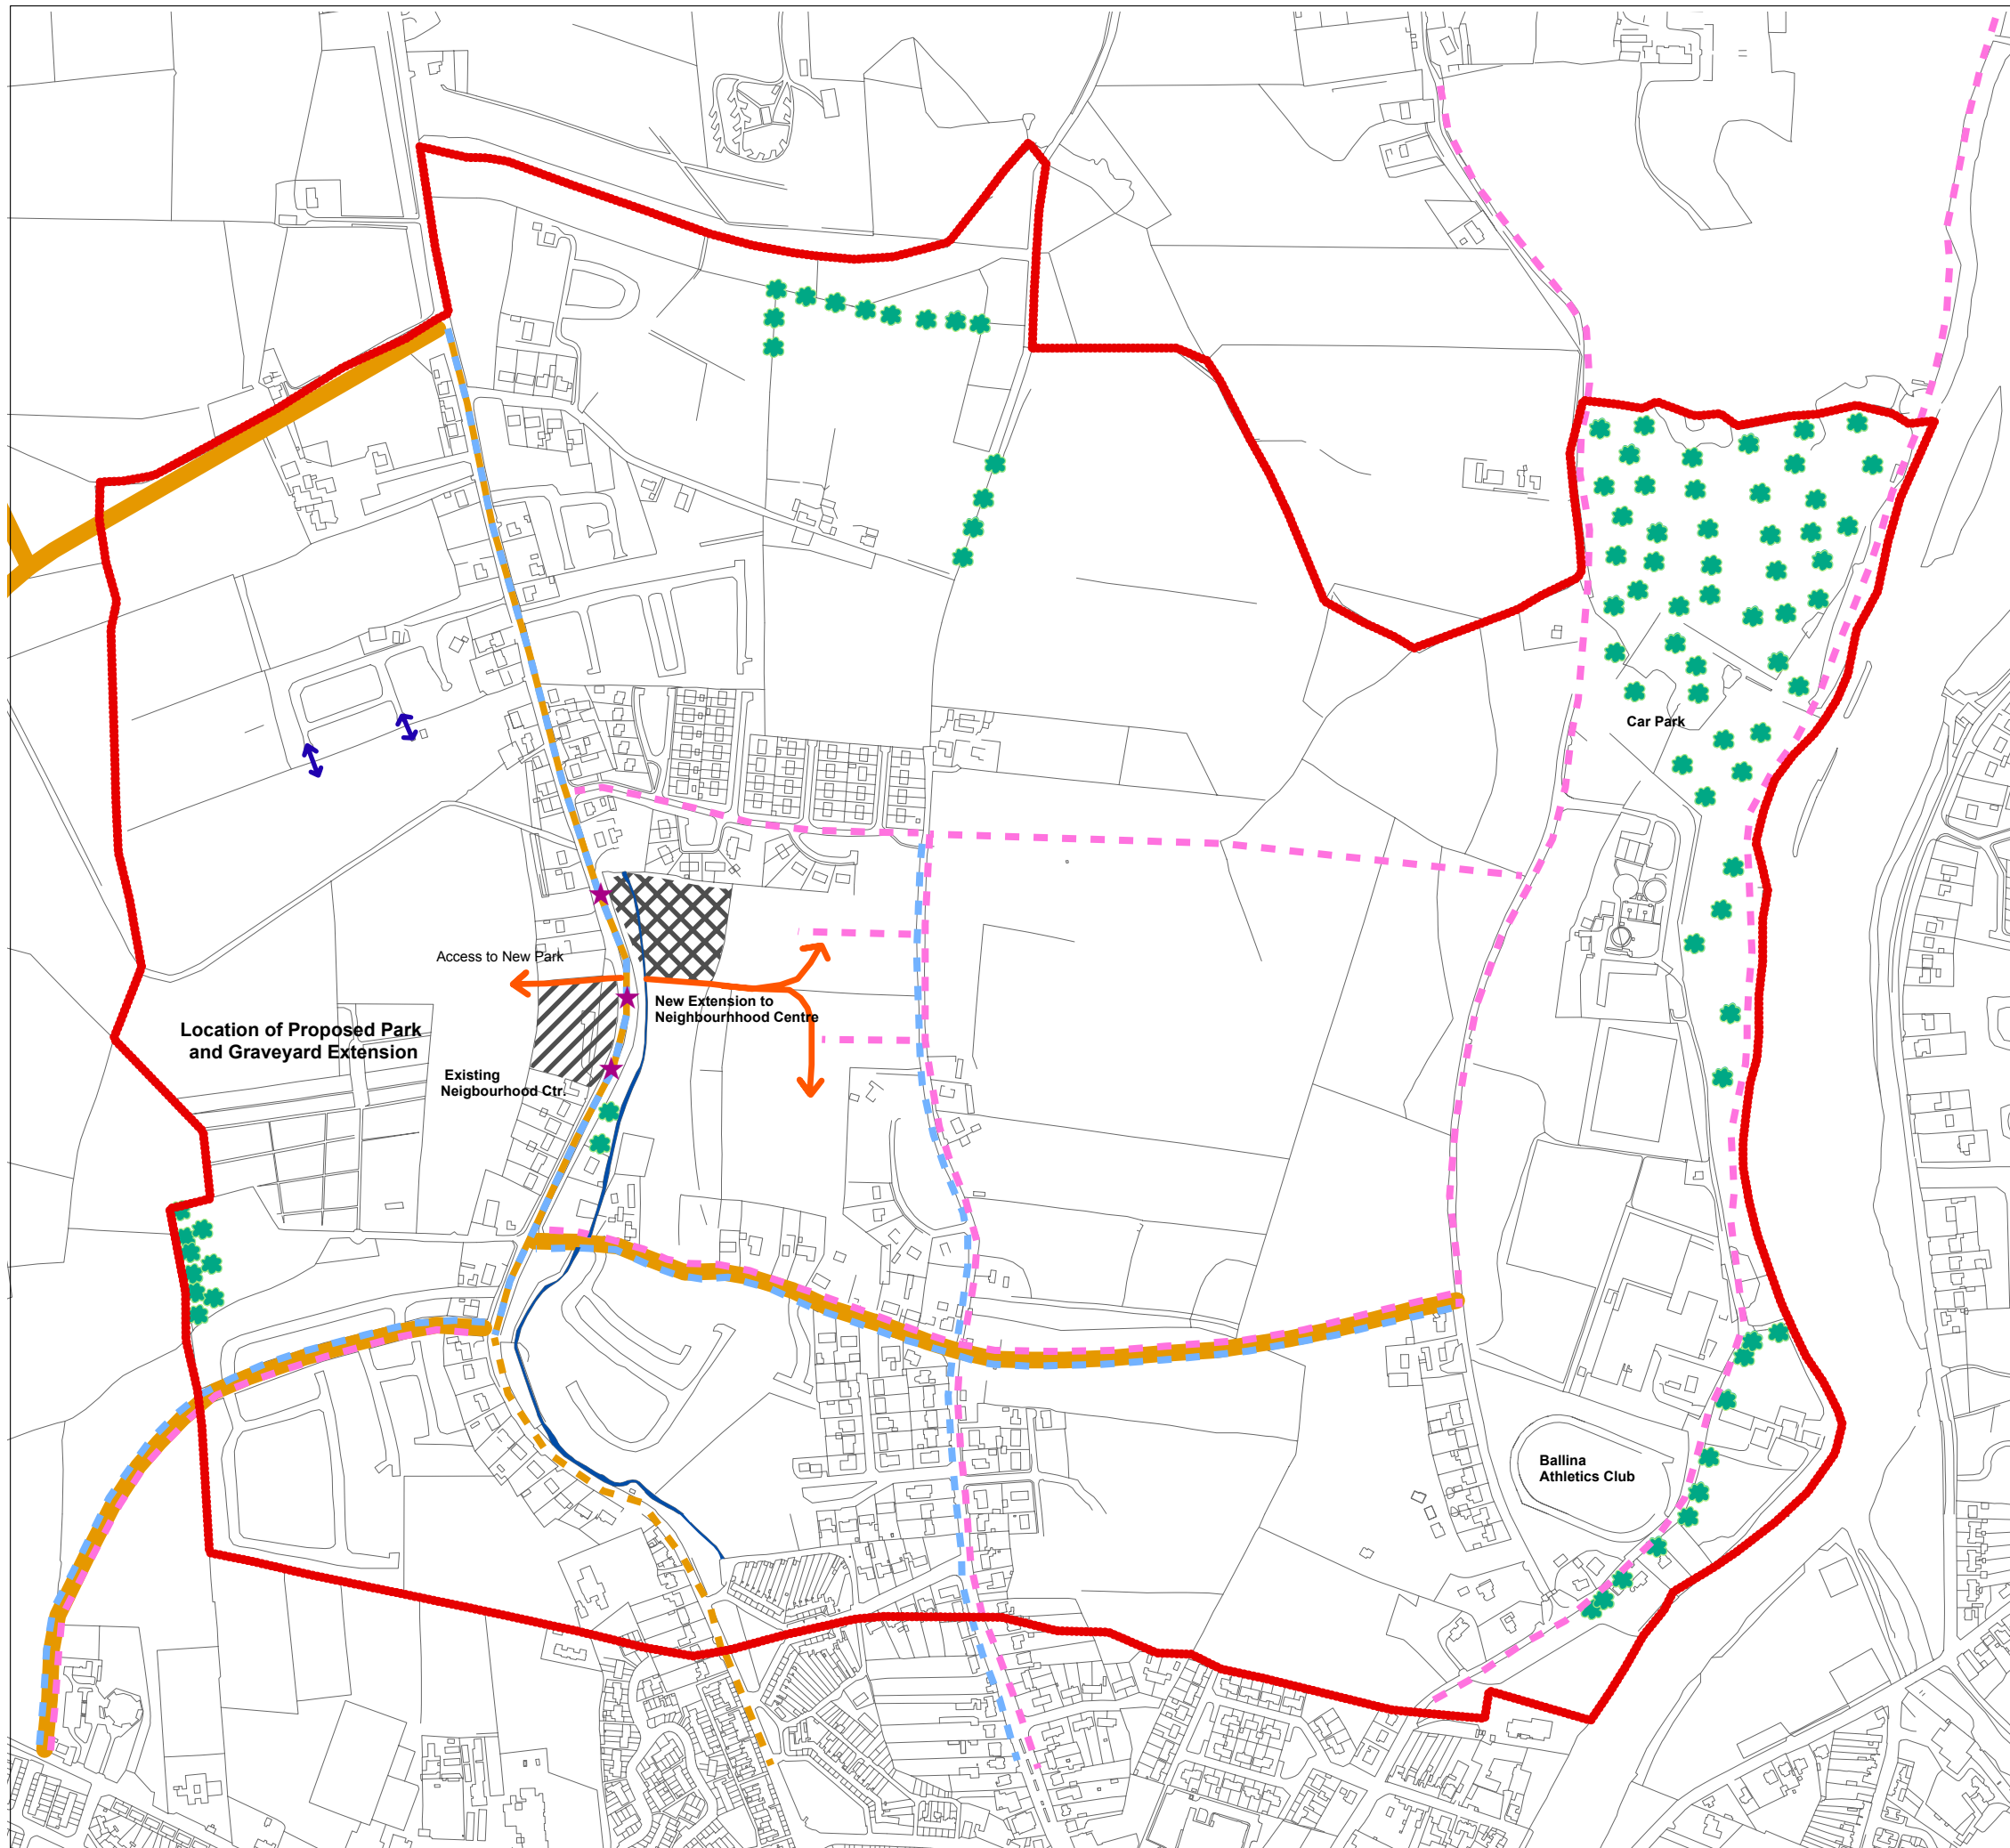 Car Park
Access to New Park
New Extension to
Neighbourhhood Centre
Location of Proposed Park
and Graveyard Extension
Existing
Neigbourhood Ctr.
Ballina
Athletics Club